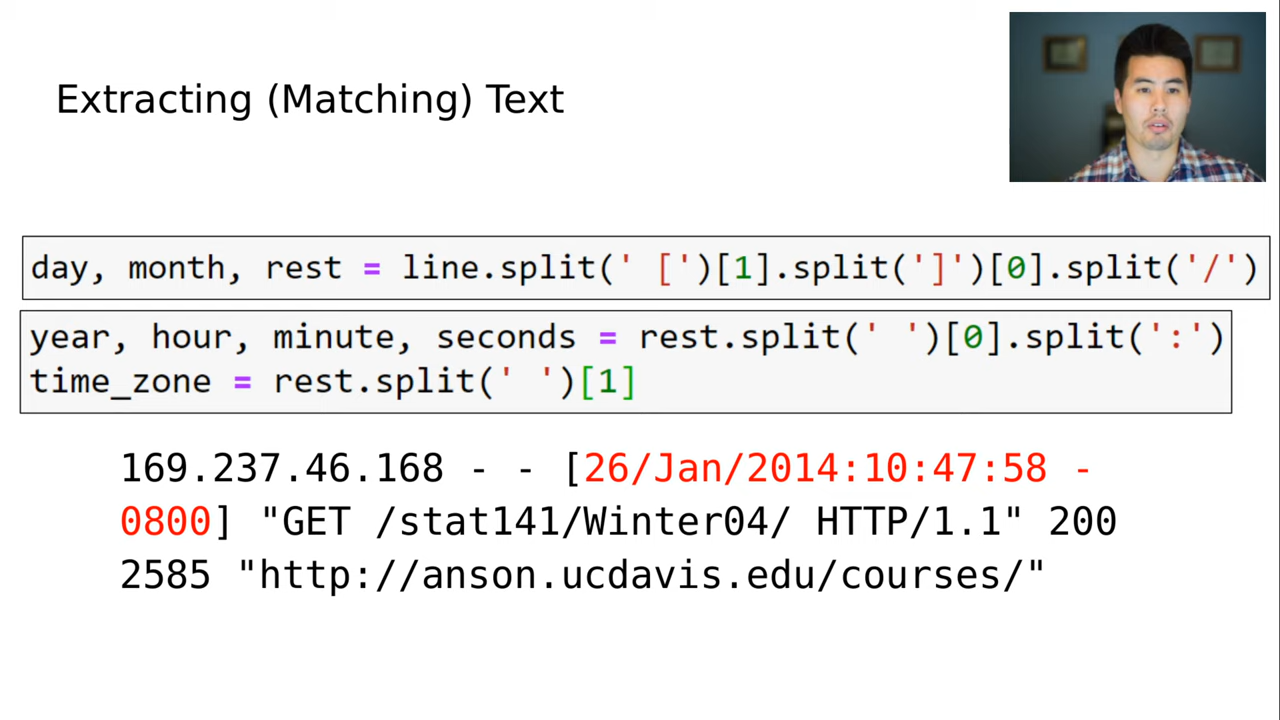 Extracting (Matching) Text
day, month, rest = line.split(' [')[1].split(']')[0].split('/')
year, hour, minute, seconds = rest.split(' ')[0].split(':')
time_zone = rest.split(' ')[1]
169.237.46.168 - - [26/Jan/2014:10:47:58 -
0800] "GET /stat141/Winter04/ HTTP/1.1" 200
2585 "http://anson.ucdavis.edu/courses/"